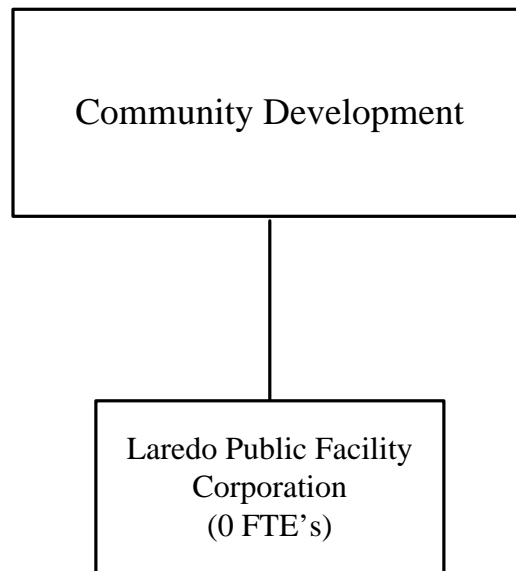 Community Development
Laredo Public Facility
Corporation
(0 FTE’s)